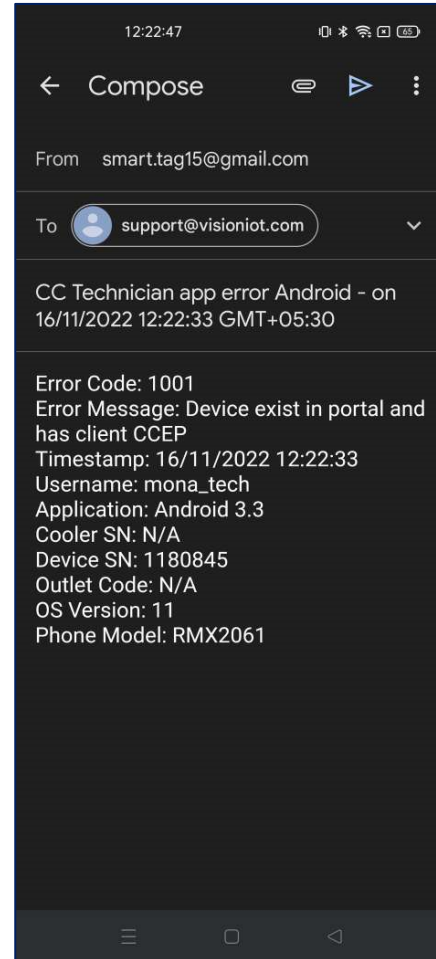 12:22:47
65
Compose
From smart.tag15@gmail.com
To support@visioniot.com
CC Technician app error Android - on
16/11/2022 12:22:33 GMT+05:30
Error Code: 1001
Error Message: Device exist in portal and
has client CCEP
Timestamp: 16/11/2022 12:22:33
Username: mona_tech
Application: Android 3.3
Cooler SN: N/A
Device SN: 1180845
Outlet Code: N/A
OS Version: 11
Phone Model: RMX2061